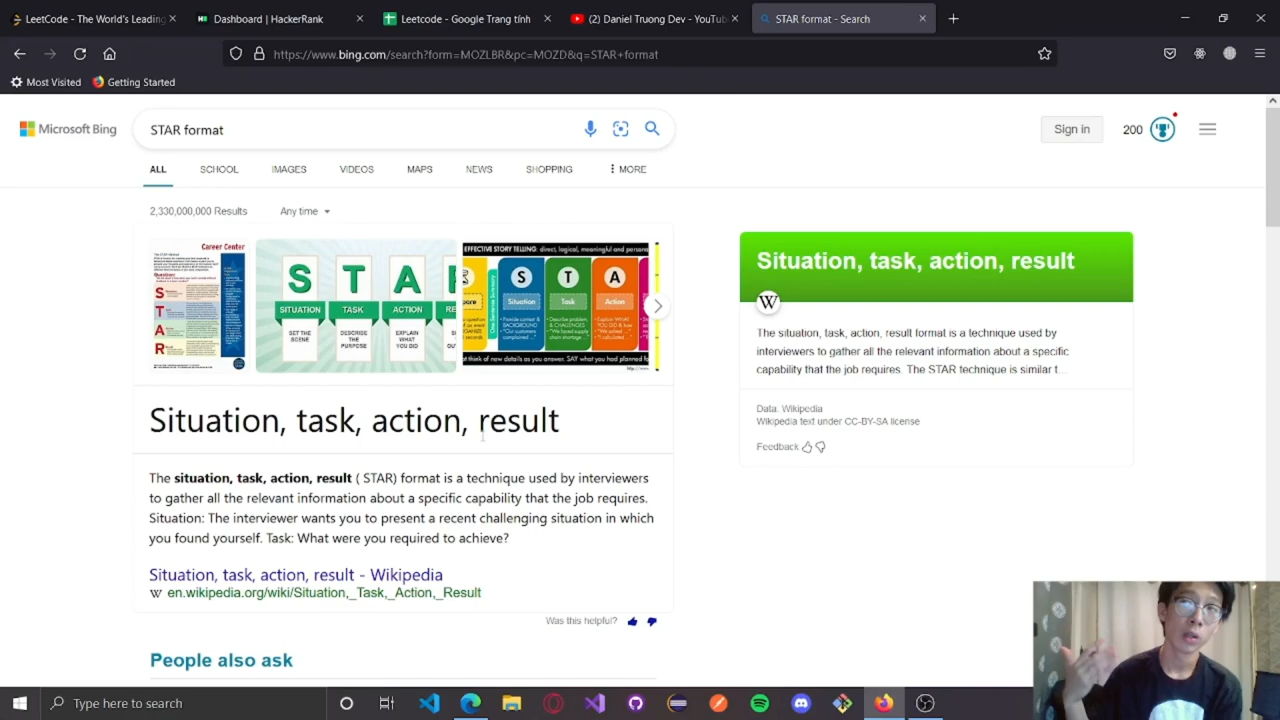 LeetCode - The World's Leading
Dashboard | HackerRank
Leetcode - Google Trang tính
(2) Daniel Truong Dev - YouTub
STAR format - Search
https://www.bing.com/search?form=MOZLBR&pc=MOZD&q=STAR+format
Most Visited
Getting Started
Microsoft Bing
STAR format
Sign in
200
ALL
SCHOOL
IMAGES
VIDEOS
MAPS
NEWS
SHOPPING
MORE
2,330,000,000 Results
Any time
Career Center
S
T
A
R
S T A
SITUATION
TASK
ACTION
SET THE
SCENE
DESCRIBE
THE
PURPOSE
EXPLAIN
WHAT
YOU DID
EFFECTIVE STORY TELLING: direct, logical, meaningful and persona
S T A
Situation
Task
Action
Situation, task, action, result
The situation, task, action, result ( STAR) format is a technique used by interviewers
to gather all the relevant information about a specific capability that the job requires.
Situation: The interviewer wants you to present a recent challenging situation in which
you found yourself. Task: What were you required to achieve?
Situation, task, action, result - Wikipedia
W en.wikipedia.org/wiki/Situation,_Task,_Action,_Result
Was this helpful?
People also ask
Situation, task, action, result
W
The situation, task, action, result format is a technique used by
interviewers to gather all the relevant information about a specific
capability that the job requires. The STAR technique is similar t...
Data. Wikipedia
Wikipedia text under CC-BY-SA license
Feedback
Type here to search